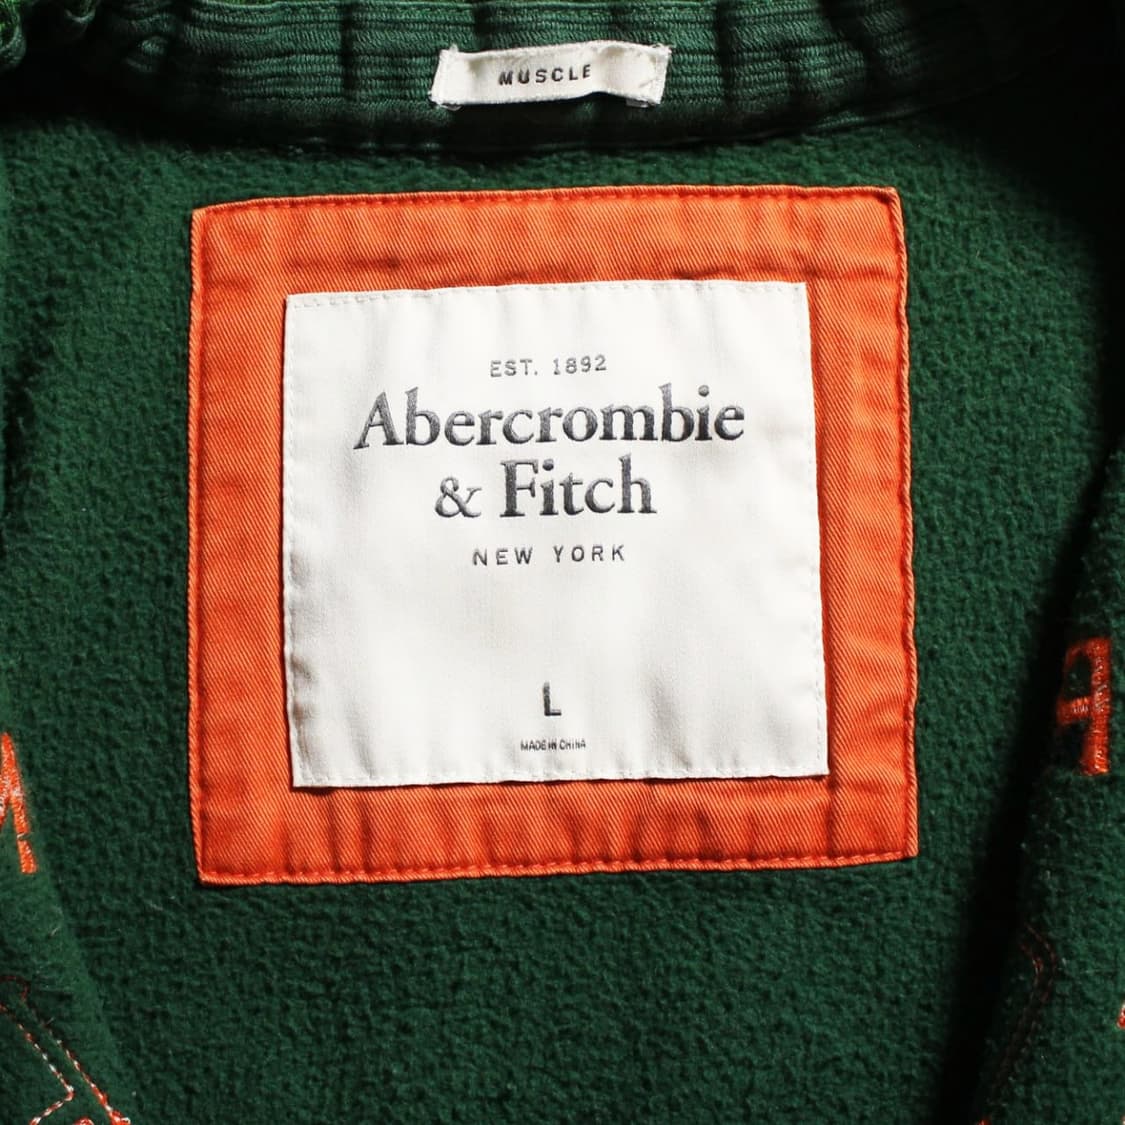 MUSCLE
EST. 1892
Abercrombie
& Fitch
NEW YORK
L
MADE IN CHINA